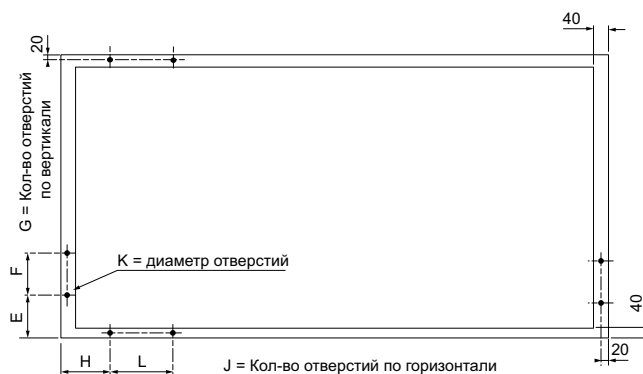 40
20
G = Кол-во отверстий
по вертикали
F
K = диаметр отверстий
E
40
H
L
J = Кол-во отверстий по горизонтали
20